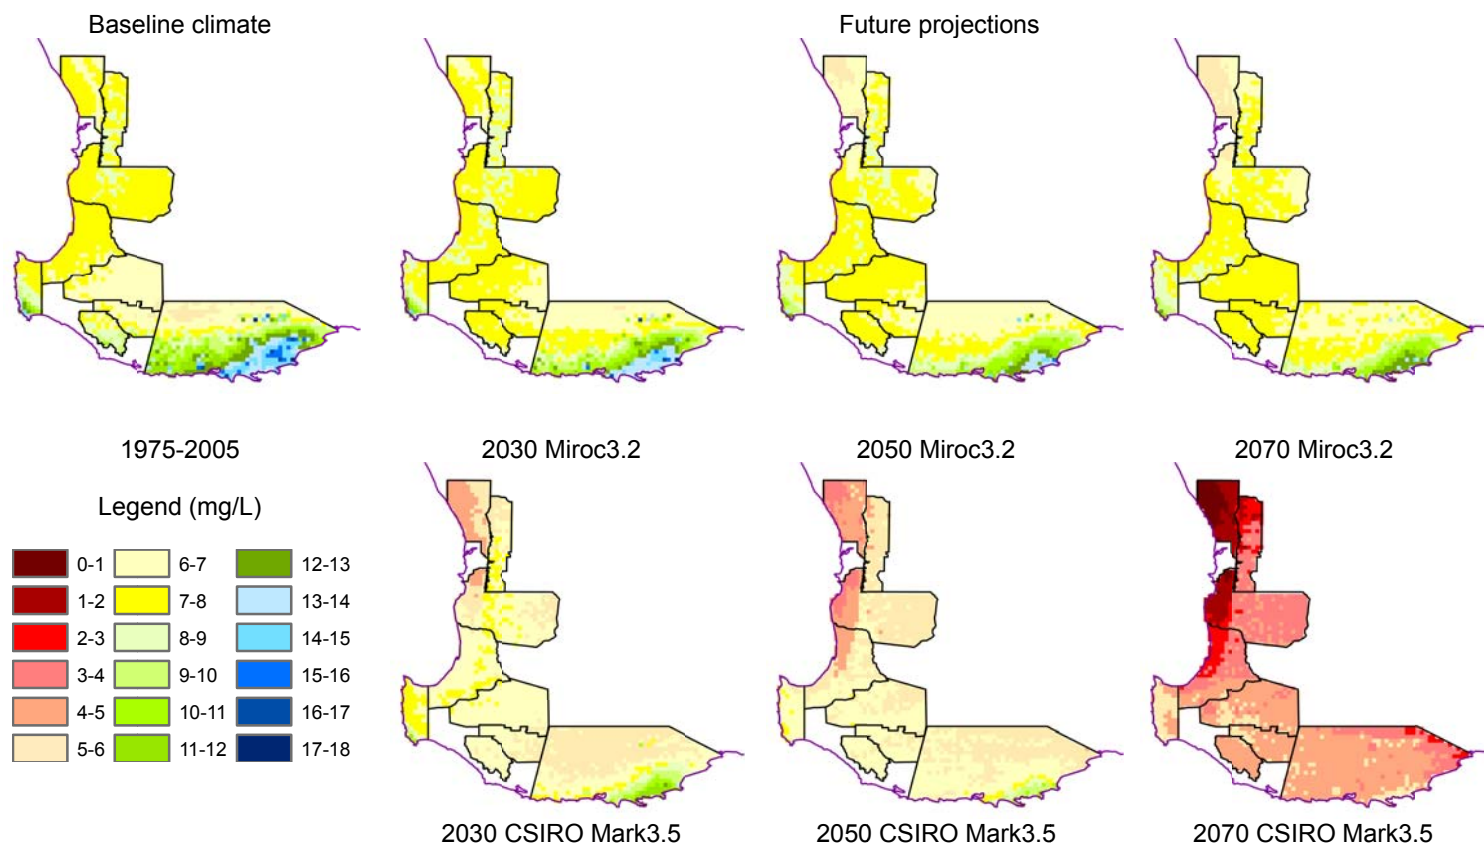 Baseline climate
Future projections
1975-2005
2030 Miroc3.2
2050 Miroc3.2
2070 Miroc3.2
Legend (mg/L)
0-1
1-2
2-3
3-4
4-5
5-6
6-7
7-8
8-9
9-10
10-11
11-12
12-13
13-14
14-15
15-16
16-17
17-18
2030 CSIRO Mark3.5
2050 CSIRO Mark3.5
2070 CSIRO Mark3.5